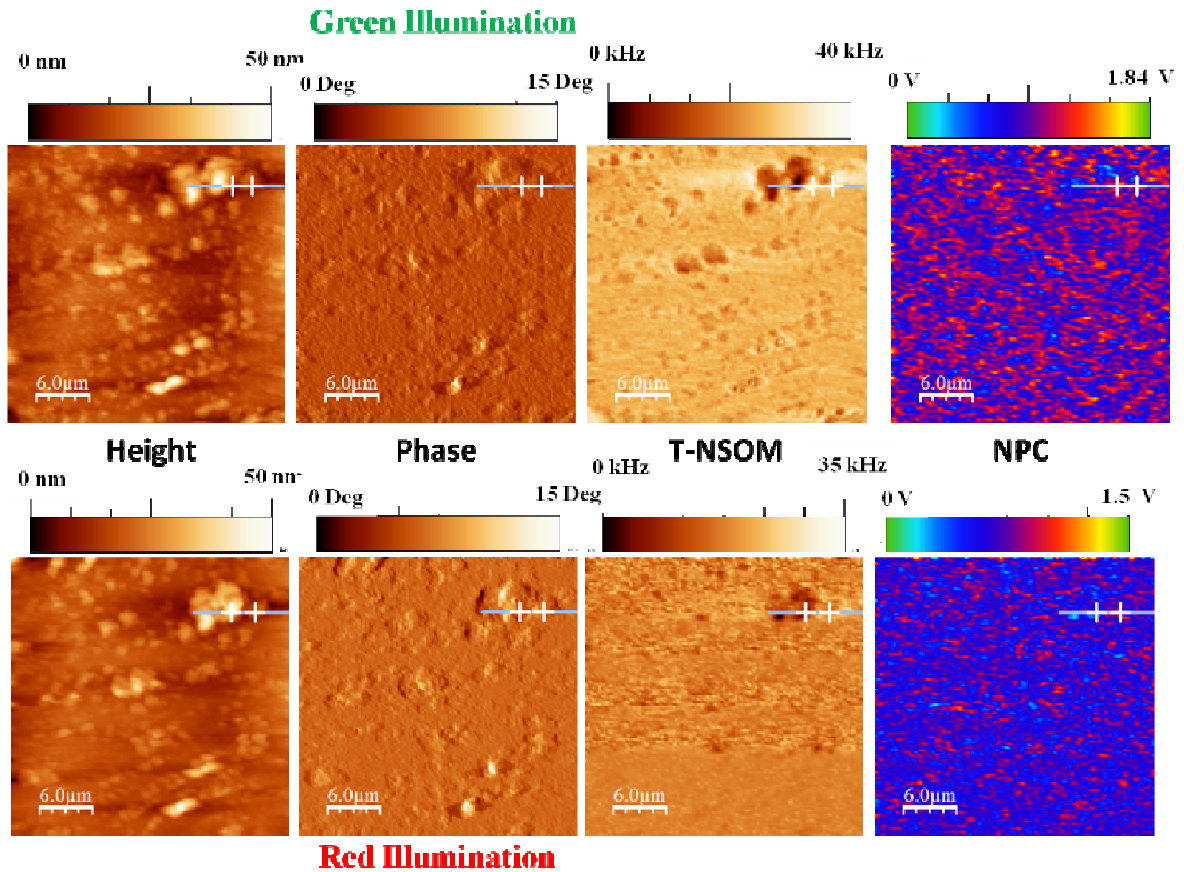 Green Illumination
0 nm 50 nm
0 Deg 15 Deg
0 kHz 40 kHz
0 V 1.84 V
6.0μm 6.0μm 6.0μm 6.0μm
Height Phase T-NSOM NPC
0 nm 50 nm
0 Deg 15 Deg
0 kHz 35 kHz
0 V 1.5 V
6.0μm 6.0μm 6.0μm 6.0μm
Red Illumination